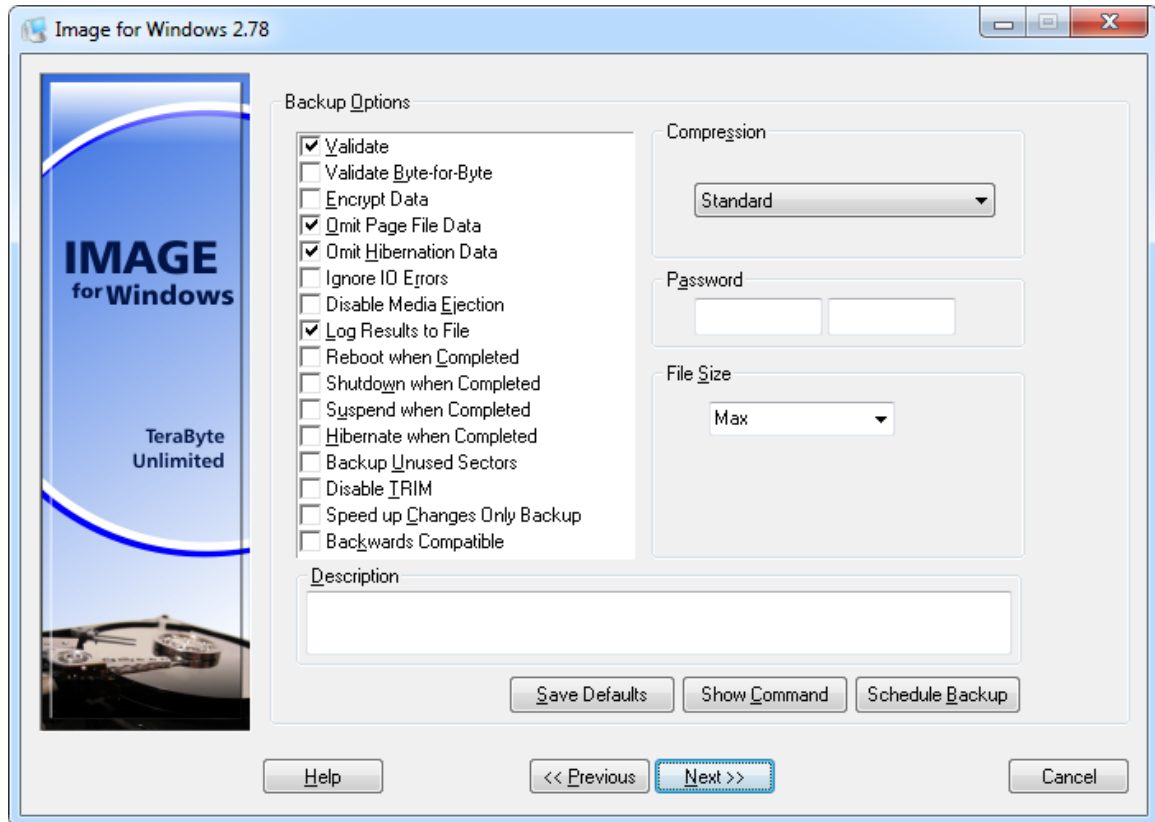 Image for Windows 2.78
IMAGE
for Windows
TeraByte
Unlimited
Backup Options
Validate
Validate Byte-for-Byte
Encrypt Data
Omit Page File Data
Omit Hibernation Data
Ignore IO Errors
Disable Media Ejection
Log Results to File
Reboot when Completed
Shutdown when Completed
Suspend when Completed
Hibernate when Completed
Backup Unused Sectors
Disable TRIM
Speed up Changes Only Backup
Backwards Compatible
Compression
Standard
Password
File Size
Max
Description
Save Defaults
Show Command
Schedule Backup
Help
<< Previous
Next >>
Cancel